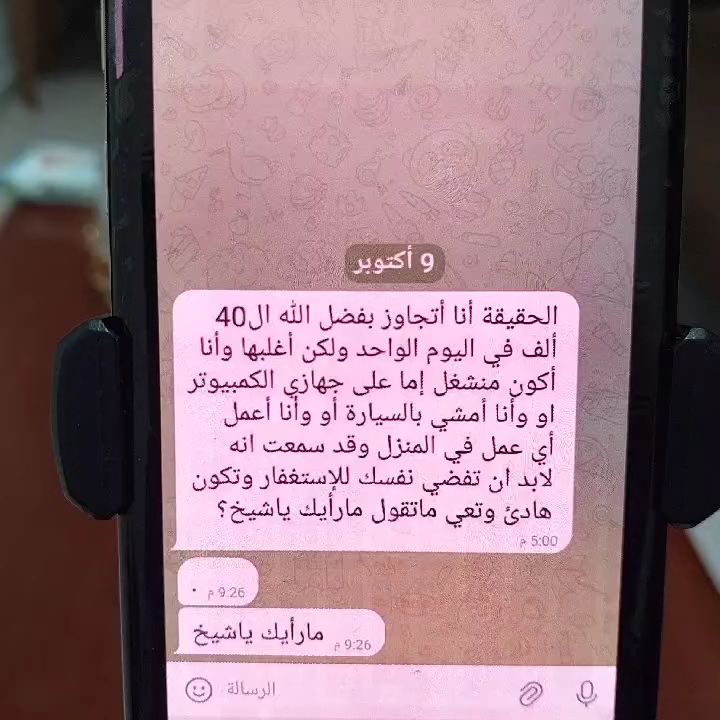 9 أكتوبر
الحقيقة أنا أتجاوز بفضل الله ال40
ألف في اليوم الواحد ولكن أغلبها وأنا
أكون منشغل إما على جهازي الكمبيوتر
او وأنا أمشي بالسيارة أو وأنا أعمل
أي عمل في المنزل وقد سمعت انه
لابد ان تفضي نفسك للإستغفار وتكون
هادئ وتعي ماتقول مارأيك ياشيخ؟
5:00 م
.
9:26 م
مارأيك ياشيخ
9:26 م
الرسالة